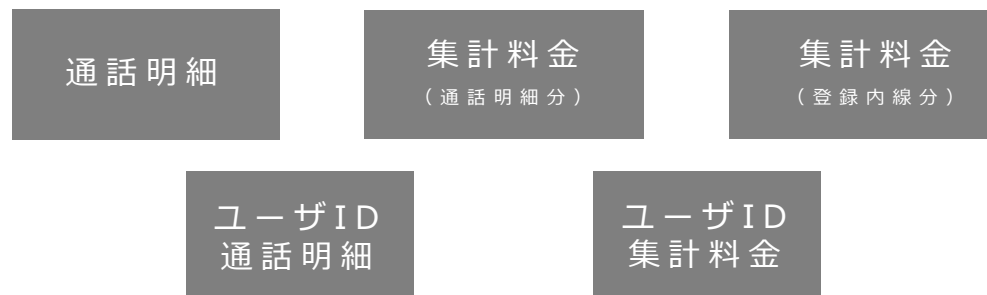 通話明細
集計料金
（通話明細分）
集計料金
（登録内線分）
ユーザID
通話明細
ユーザID
集計料金